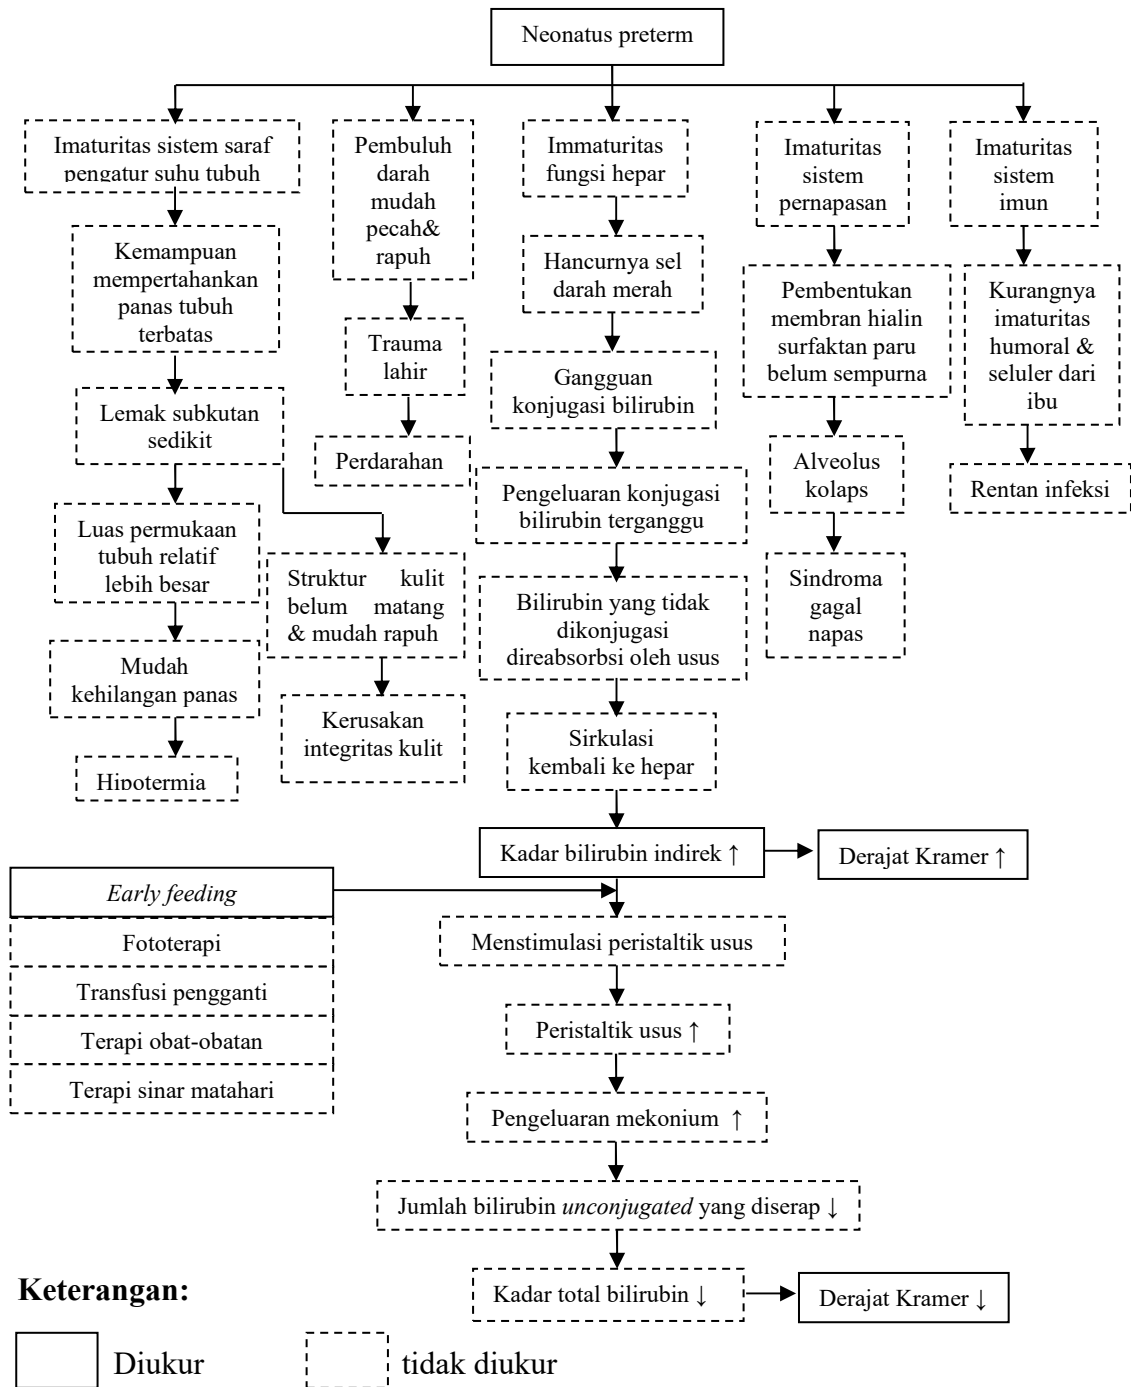 Neonatus preterm
Imaturitas sistem saraf
pengatur suhu tubuh
Pembuluh
darah
mudah
pecah&
rapuh
Immaturitas
fungsi hepar
Imaturitas
sistem
pernapasan
Imaturitas
sistem
imun
Kemampuan
mempertahankan
panas tubuh
terbatas
Hancurnya sel
darah merah
Pembentukan
membran hialin
surfaktan paru
belum sempurna
Kurangnya
imaturitas
humoral &
seluler dari
ibu
Trauma
lahir
Gangguan
konjugasi bilirubin
Lemak subkutan
sedikit
Perdarahan
Alveolus
kolaps
Rentan infeksi
Pengeluaran konjugasi
bilirubin terganggu
Luas permukaan
tubuh relatif
lebih besar
Struktur kulit
belum matang
& mudah rapuh
Bilirubin yang tidak
dikonjugasi
direabsorbsi oleh usus
Sindroma
gagal
napas
Mudah
kehilangan panas
Kerusakan
integritas kulit
Sirkulasi
kembali ke hepar
Hipotermia
Kadar bilirubin indirek ↑
Derajat Kramer ↑
Early feeding
Fototerapi
Transfusi pengganti
Terapi obat-obatan
Terapi sinar matahari
Menstimulasi peristaltik usus
Peristaltik usus ↑
Pengeluaran mekonium ↑
Jumlah bilirubin unconjugated yang diserap ↓
Kadar total bilirubin ↓
Derajat Kramer ↓
Keterangan:
Diukur
tidak diukur